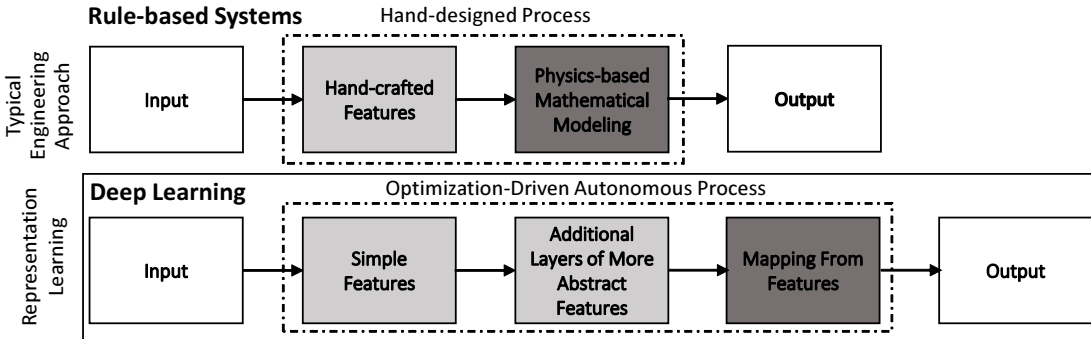 Rule-based Systems
Hand-designed Process
Typical
Engineering
Approach
Input
Hand-crafted
Features
Physics-based
Mathematical
Modeling
Output
Deep Learning
Optimization-Driven Autonomous Process
Representation
Learning
Input
Simple
Features
Additional
Layers of More
Abstract
Features
Mapping From
Features
Output